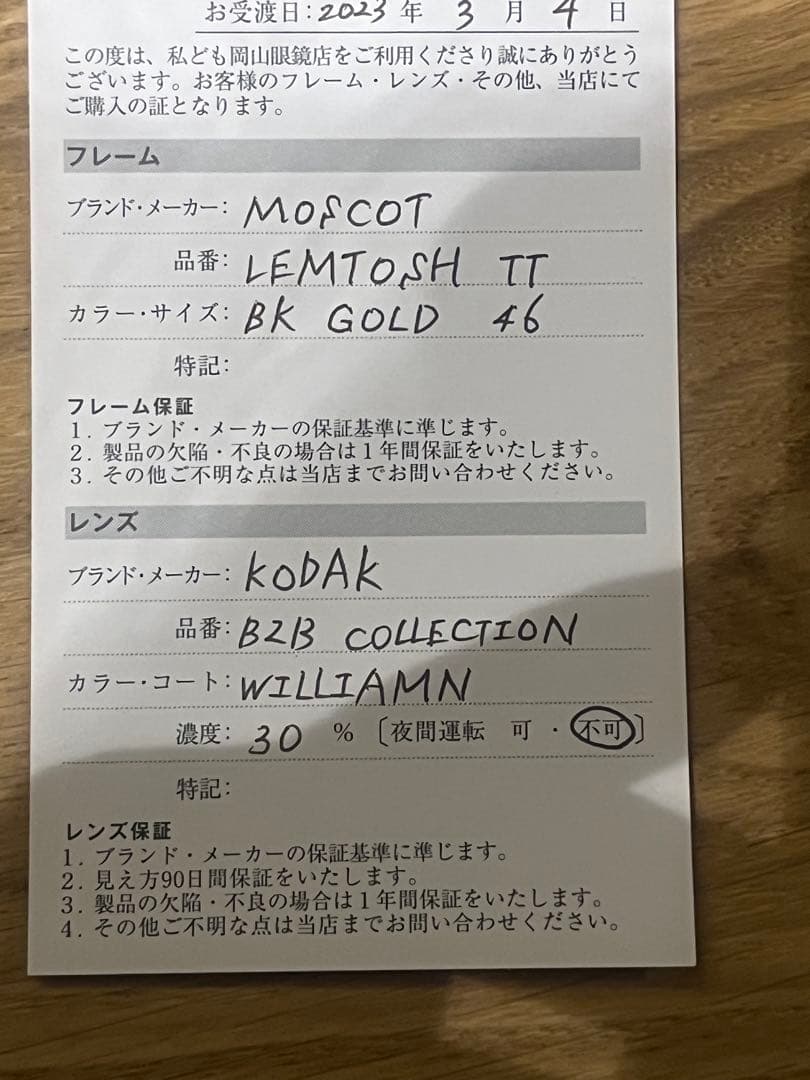 お受渡日:2023 年 3 月 4 日
この度は、私ども岡山眼鏡店をご利用くださり誠にありがとう
ございます。お客様のフレーム・レンズ・その他、当店にて
ご購入の証となります。
フレーム
ブランド・メーカー: MOSCOT
品番: LEMTOSH TT
カラー・サイズ: BK GOLD 46
特記:
フレーム保証
1. ブランド・メーカーの保証基準に準じます。
2. 製品の欠陥・不良の場合は1年間保証をいたします。
3. その他ご不明な点は当店までお問い合わせください。
レンズ
ブランド・メーカー: KODAK
品番: B2B COLLECTION
カラー・コート: WILLIAMN
濃度: 30 % 〔夜間運転 可 ・ 不可〕
特記:
レンズ保証
1. ブランド・メーカーの保証基準に準じます。
2. 見え方90日間保証をいたします。
3. 製品の欠陥・不良の場合は1年間保証をいたします。
4. その他ご不明な点は当店までお問い合わせください。